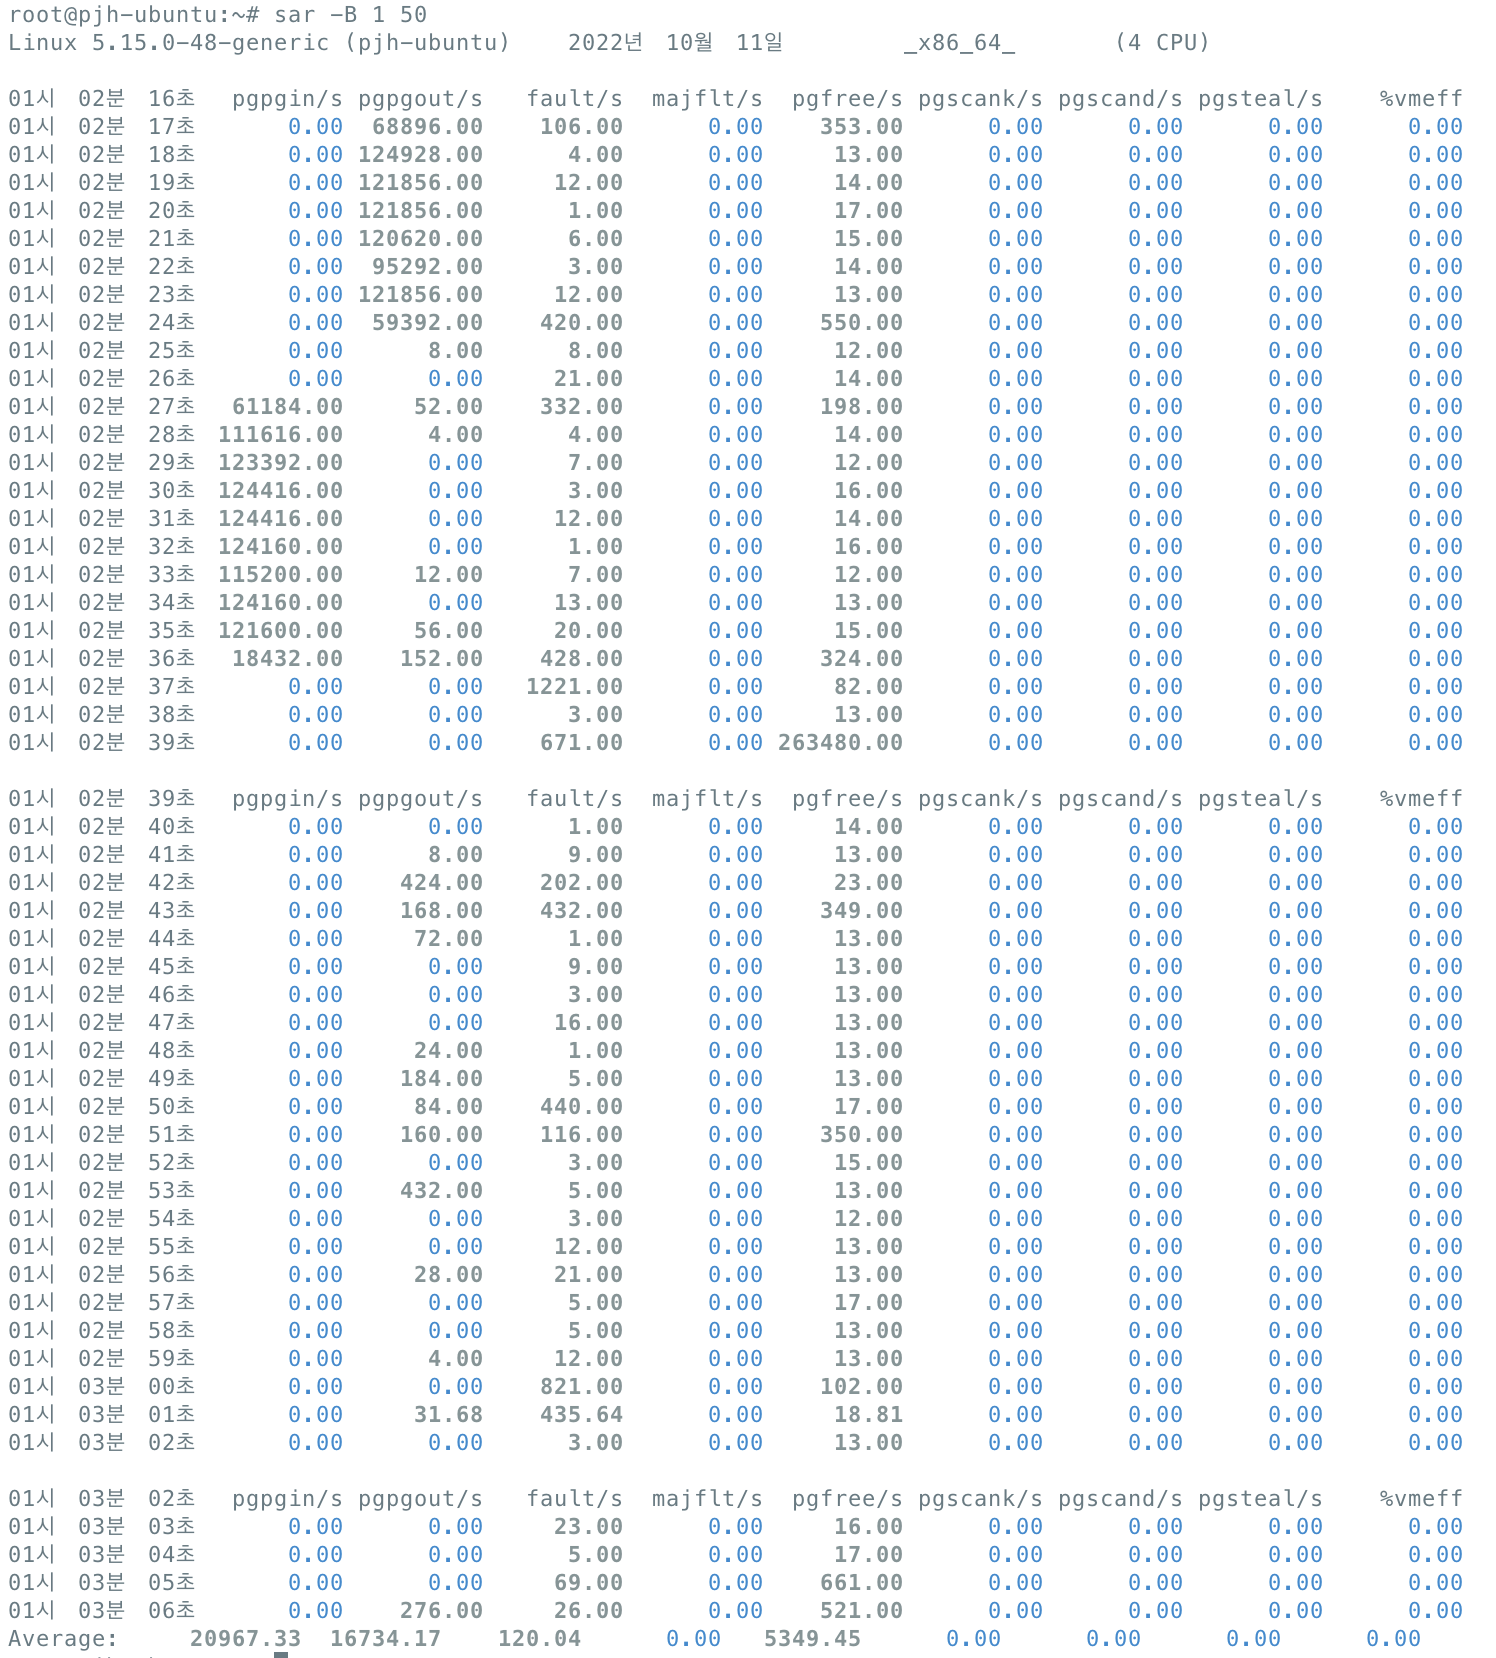 root@pjh-ubuntu:~# sar -B 1 50
Linux 5.15.0-48-generic (pjh-ubuntu) 2022년 10월 11일 _x86_64_ (4 CPU)
01시 02분 16초 pgpgin/s pgpgout/s fault/s majflt/s pgfree/s pgscank/s pgscand/s pgsteal/s %vmeff
01시 02분 17초 0.00 68896.00 106.00 0.00 353.00 0.00 0.00 0.00 0.00
01시 02분 18초 0.00 124928.00 4.00 0.00 13.00 0.00 0.00 0.00 0.00
01시 02분 19초 0.00 121856.00 12.00 0.00 14.00 0.00 0.00 0.00 0.00
01시 02분 20초 0.00 121856.00 1.00 0.00 17.00 0.00 0.00 0.00 0.00
01시 02분 21초 0.00 120620.00 6.00 0.00 15.00 0.00 0.00 0.00 0.00
01시 02분 22초 0.00 95292.00 3.00 0.00 14.00 0.00 0.00 0.00 0.00
01시 02분 23초 0.00 121856.00 12.00 0.00 13.00 0.00 0.00 0.00 0.00
01시 02분 24초 0.00 59392.00 420.00 0.00 550.00 0.00 0.00 0.00 0.00
01시 02분 25초 0.00 8.00 8.00 0.00 12.00 0.00 0.00 0.00 0.00
01시 02분 26초 0.00 0.00 21.00 0.00 14.00 0.00 0.00 0.00 0.00
01시 02분 27초 61184.00 52.00 332.00 0.00 198.00 0.00 0.00 0.00 0.00
01시 02분 28초 111616.00 4.00 4.00 0.00 14.00 0.00 0.00 0.00 0.00
01시 02분 29초 123392.00 0.00 7.00 0.00 12.00 0.00 0.00 0.00 0.00
01시 02분 30초 124416.00 0.00 3.00 0.00 16.00 0.00 0.00 0.00 0.00
01시 02분 31초 124416.00 0.00 12.00 0.00 14.00 0.00 0.00 0.00 0.00
01시 02분 32초 124160.00 0.00 1.00 0.00 16.00 0.00 0.00 0.00 0.00
01시 02분 33초 115200.00 12.00 7.00 0.00 12.00 0.00 0.00 0.00 0.00
01시 02분 34초 124160.00 0.00 13.00 0.00 13.00 0.00 0.00 0.00 0.00
01시 02분 35초 121600.00 56.00 20.00 0.00 15.00 0.00 0.00 0.00 0.00
01시 02분 36초 18432.00 152.00 428.00 0.00 324.00 0.00 0.00 0.00 0.00
01시 02분 37초 0.00 0.00 1221.00 0.00 82.00 0.00 0.00 0.00 0.00
01시 02분 38초 0.00 0.00 3.00 0.00 13.00 0.00 0.00 0.00 0.00
01시 02분 39초 0.00 0.00 671.00 0.00 263480.00 0.00 0.00 0.00 0.00
01시 02분 39초 pgpgin/s pgpgout/s fault/s majflt/s pgfree/s pgscank/s pgscand/s pgsteal/s %vmeff
01시 02분 40초 0.00 0.00 1.00 0.00 14.00 0.00 0.00 0.00 0.00
01시 02분 41초 0.00 8.00 9.00 0.00 13.00 0.00 0.00 0.00 0.00
01시 02분 42초 0.00 424.00 202.00 0.00 23.00 0.00 0.00 0.00 0.00
01시 02분 43초 0.00 168.00 432.00 0.00 349.00 0.00 0.00 0.00 0.00
01시 02분 44초 0.00 72.00 1.00 0.00 13.00 0.00 0.00 0.00 0.00
01시 02분 45초 0.00 0.00 9.00 0.00 13.00 0.00 0.00 0.00 0.00
01시 02분 46초 0.00 0.00 3.00 0.00 13.00 0.00 0.00 0.00 0.00
01시 02분 47초 0.00 0.00 16.00 0.00 13.00 0.00 0.00 0.00 0.00
01시 02분 48초 0.00 24.00 1.00 0.00 13.00 0.00 0.00 0.00 0.00
01시 02분 49초 0.00 184.00 5.00 0.00 13.00 0.00 0.00 0.00 0.00
01시 02분 50초 0.00 84.00 440.00 0.00 17.00 0.00 0.00 0.00 0.00
01시 02분 51초 0.00 160.00 116.00 0.00 350.00 0.00 0.00 0.00 0.00
01시 02분 52초 0.00 0.00 3.00 0.00 15.00 0.00 0.00 0.00 0.00
01시 02분 53초 0.00 432.00 5.00 0.00 13.00 0.00 0.00 0.00 0.00
01시 02분 54초 0.00 0.00 3.00 0.00 12.00 0.00 0.00 0.00 0.00
01시 02분 55초 0.00 0.00 12.00 0.00 13.00 0.00 0.00 0.00 0.00
01시 02분 56초 0.00 28.00 21.00 0.00 13.00 0.00 0.00 0.00 0.00
01시 02분 57초 0.00 0.00 5.00 0.00 17.00 0.00 0.00 0.00 0.00
01시 02분 58초 0.00 0.00 5.00 0.00 13.00 0.00 0.00 0.00 0.00
01시 02분 59초 0.00 4.00 12.00 0.00 13.00 0.00 0.00 0.00 0.00
01시 03분 00초 0.00 0.00 821.00 0.00 102.00 0.00 0.00 0.00 0.00
01시 03분 01초 0.00 31.68 435.64 0.00 18.81 0.00 0.00 0.00 0.00
01시 03분 02초 0.00 0.00 3.00 0.00 13.00 0.00 0.00 0.00 0.00
01시 03분 02초 pgpgin/s pgpgout/s fault/s majflt/s pgfree/s pgscank/s pgscand/s pgsteal/s %vmeff
01시 03분 03초 0.00 0.00 23.00 0.00 16.00 0.00 0.00 0.00 0.00
01시 03분 04초 0.00 0.00 5.00 0.00 17.00 0.00 0.00 0.00 0.00
01시 03분 05초 0.00 0.00 69.00 0.00 661.00 0.00 0.00 0.00 0.00
01시 03분 06초 0.00 276.00 26.00 0.00 521.00 0.00 0.00 0.00 0.00
Average: 20967.33 16734.17 120.04 0.00 5349.45 0.00 0.00 0.00 0.00